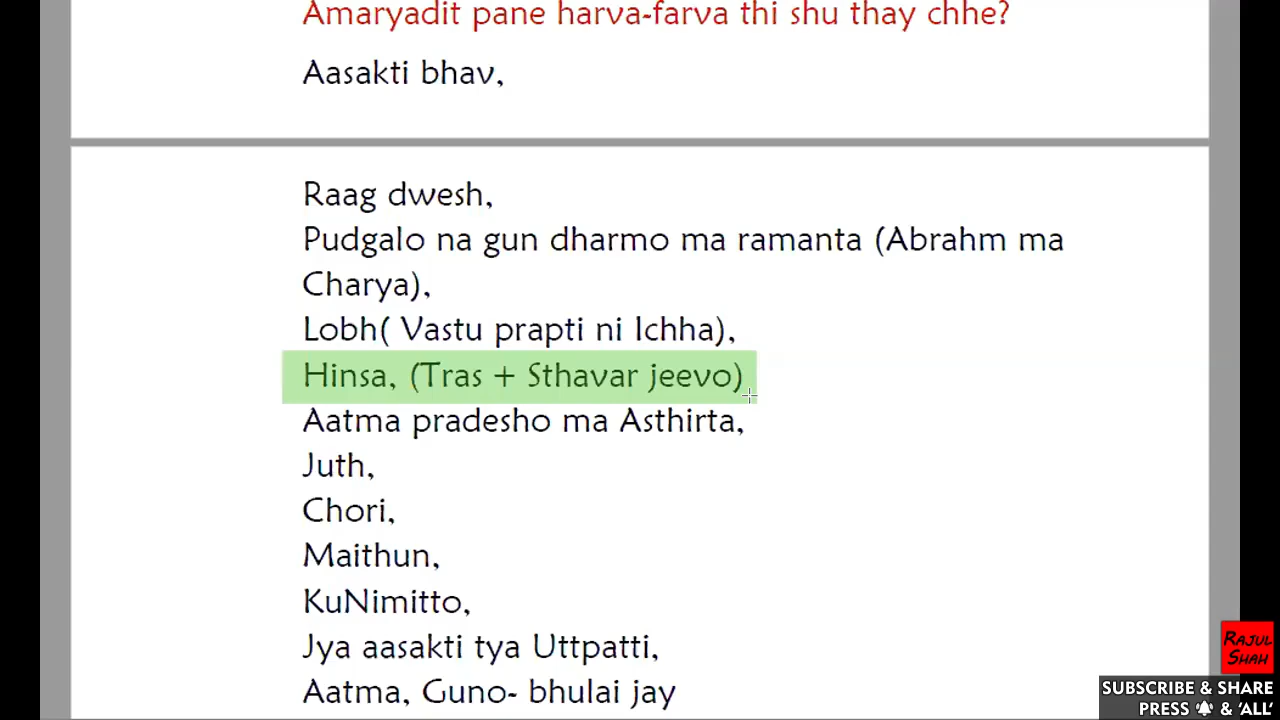 Amaryadit pane harva-farva thi shu thay chhe?
Aasakti bhav,
Raag dwesh,
Pudgalo na gun dharmo ma ramanta (Abrahm ma
Charya),
Lobh( Vastu prapti ni Ichha),
Hinsa, (Tras + Sthavar jeevo)
Aatma pradesho ma Asthirta,
Juth,
Chori,
Maithun,
KuNimitto,
Jya aasakti tya Uttpatti,
Aatma, Guno- bhulai jay
RAJUL
SHAH
SUBSCRIBE & SHARE
PRESS & 'ALL'